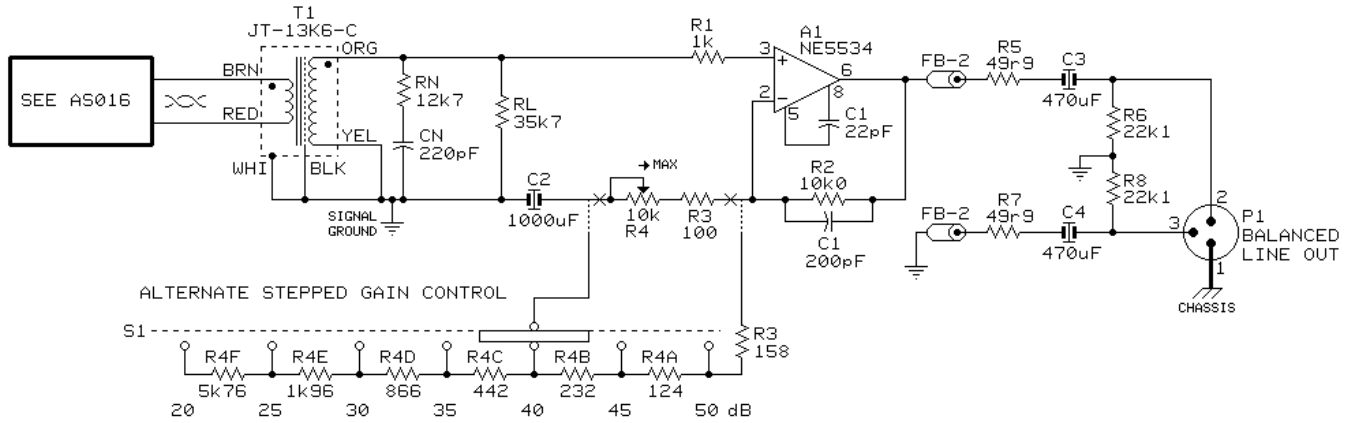 T1
JT-13K6-C
ORG
BRN
RED
YEL
WHI
BLK
SEE AS016
RN
12k7
CN
220pF
RL
35k7
SIGNAL
GROUND
C2
1000uF
R1
1k
A1
NE5534
3
+
2
-
6
8
5
C1
22pF
→ MAX
10k
R4
R3
100
R2
10k0
C1
200pF
FB-2
R5
49r9
C3
470uF
R6
22k1
R8
22k1
FB-2
R7
49r9
C4
470uF
2
3
1
P1
BALANCED
LINE OUT
CHASSIS
ALTERNATE STEPPED GAIN CONTROL
S1
R4F
5k76
R4E
1k96
R4D
866
R4C
442
R4B
232
R4A
124
R3
158
20 25 30 35 40 45 50 dB